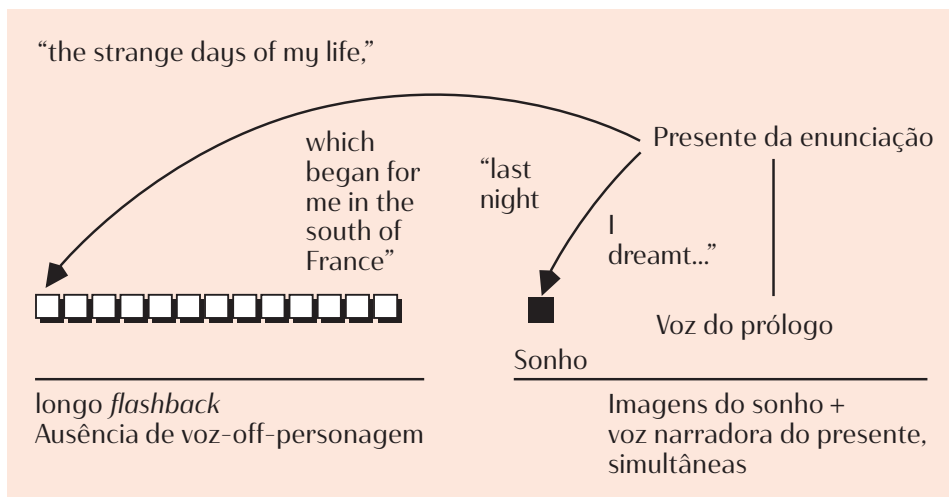 “the strange days of my life,”
which
began for
me in the
south of
France”
“last
night
I
dreamt...”
Presente da enunciação
Voz do prólogo
Sonho
longo flashback
Ausência de voz-off-personagem
Imagens do sonho +
voz narradora do presente,
simultâneas